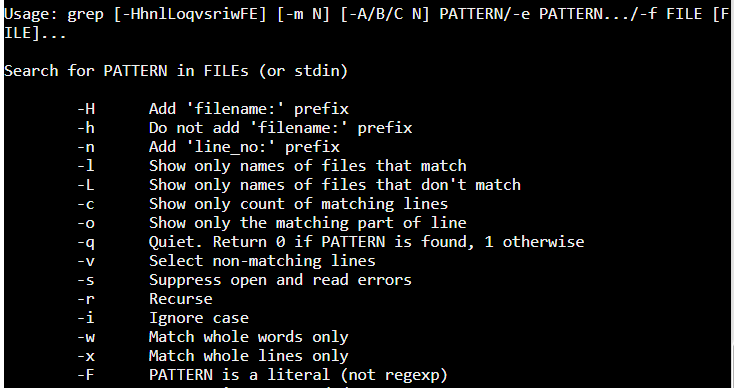 Usage: grep [-HhnlLoqvsriwFE] [-m N] [-A/B/C N] PATTERN/-e PATTERN.../-f FILE [F
ILE]...
Search for PATTERN in FILEs (or stdin)
-H Add 'filename:' prefix
-h Do not add 'filename:' prefix
-n Add 'line_no:' prefix
-l Show only names of files that match
-L Show only names of files that don't match
-c Show only count of matching lines
-o Show only the matching part of line
-q Quiet. Return 0 if PATTERN is found, 1 otherwise
-v Select non-matching lines
-s Suppress open and read errors
-r Recurse
-i Ignore case
-w Match whole words only
-x Match whole lines only
-F PATTERN is a literal (not regexp)